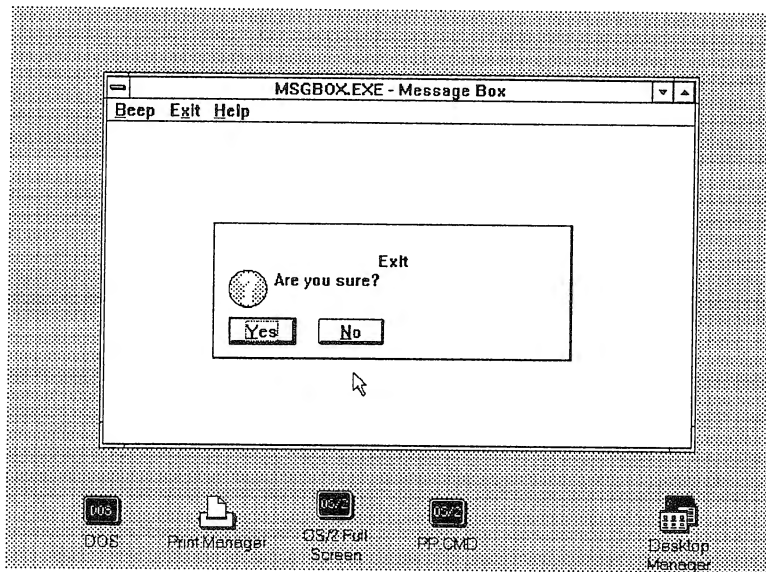 MSGBOX.EXE - Message Box
Beep Exit Help
Exit
Are you sure?
Yes No
DOS OS/2 OS/2
DOS Print Manager OS/2 Full Screen PP.CMD Desktop Manager